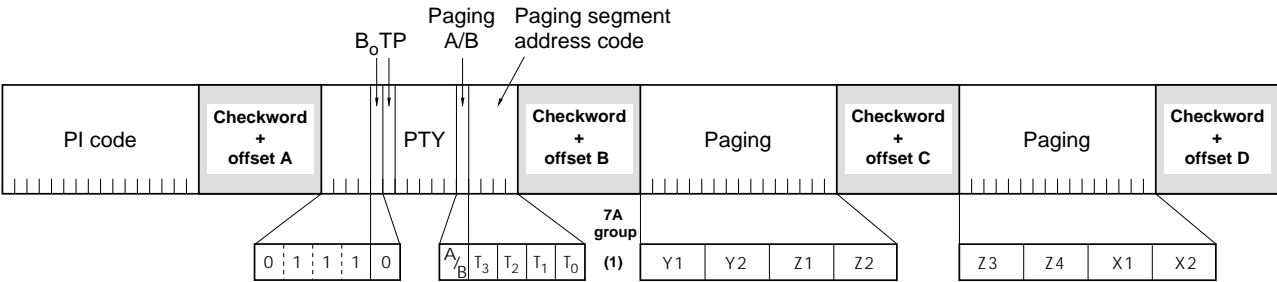 Paging Paging segment
BₒTP A/B address code
PI code
Checkword
+
offset A
PTY
Checkword
+
offset B
Paging
Checkword
+
offset C
Paging
Checkword
+
offset D
0 1 1 1 0
A/B T₃ T₂ T₁ T₀
7A
group
(1)
Y1 Y2 Z1 Z2
Z3 Z4 X1 X2